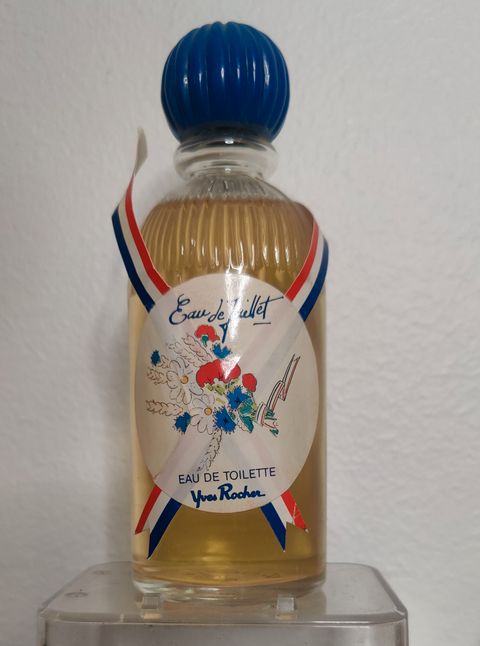 Eau de Juillet
EAU DE TOILETTE
Yves Rocher